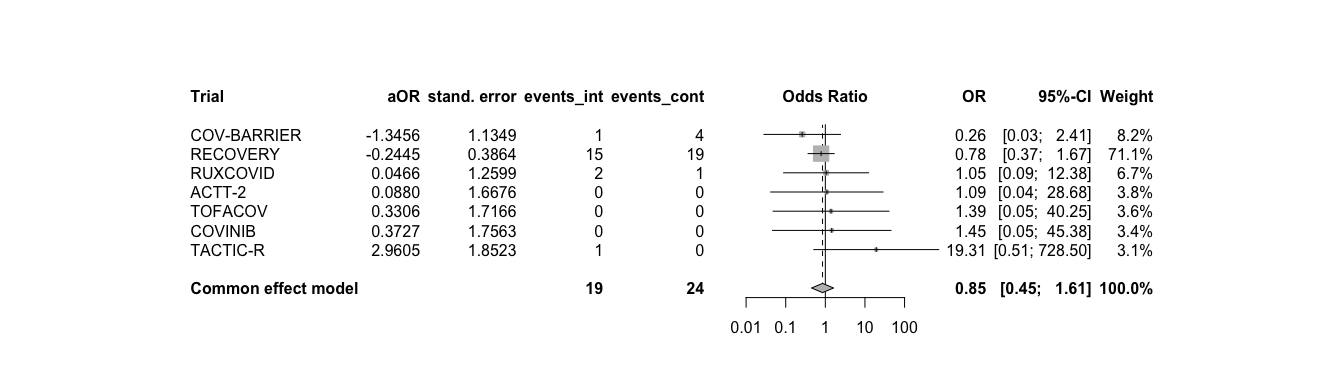 Trial aOR stand. error events_int events_cont Odds Ratio OR 95%-CI Weight
COV-BARRIER -1.3456 1.1349 1 4 0.26 [0.03; 2.41] 8.2%
RECOVERY -0.2445 0.3864 15 19 0.78 [0.37; 1.67] 71.1%
RUXCOVID 0.0466 1.2599 2 1 1.05 [0.09; 12.38] 6.7%
ACTT-2 0.0880 1.6676 0 0 1.09 [0.04; 28.68] 3.8%
TOFACOV 0.3306 1.7166 0 0 1.39 [0.05; 40.25] 3.6%
COVINIB 0.3727 1.7563 0 0 1.45 [0.05; 45.38] 3.4%
TACTIC-R 2.9605 1.8523 1 0 19.31 [0.51; 728.50] 3.1%
Common effect model 19 24 0.85 [0.45; 1.61] 100.0%
0.01 0.1 1 10 100